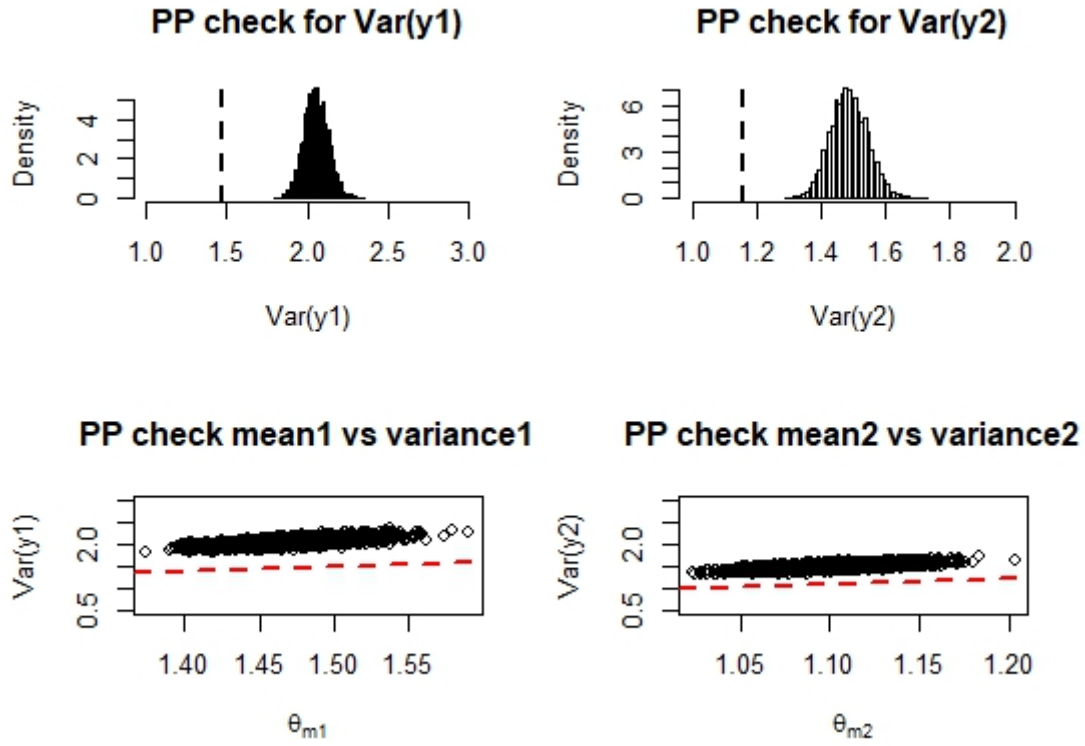 PP check for Var(y1)
Density
0 2 4
1.0 1.5 2.0 2.5 3.0
Var(y1)
PP check for Var(y2)
Density
0 3 6
1.0 1.2 1.4 1.6 1.8 2.0
Var(y2)
PP check mean1 vs variance1
Var(y1)
0.5 2.0
1.40 1.45 1.50 1.55
θm1
PP check mean2 vs variance2
Var(y2)
0.5 2.0
1.05 1.10 1.15 1.20
θm2